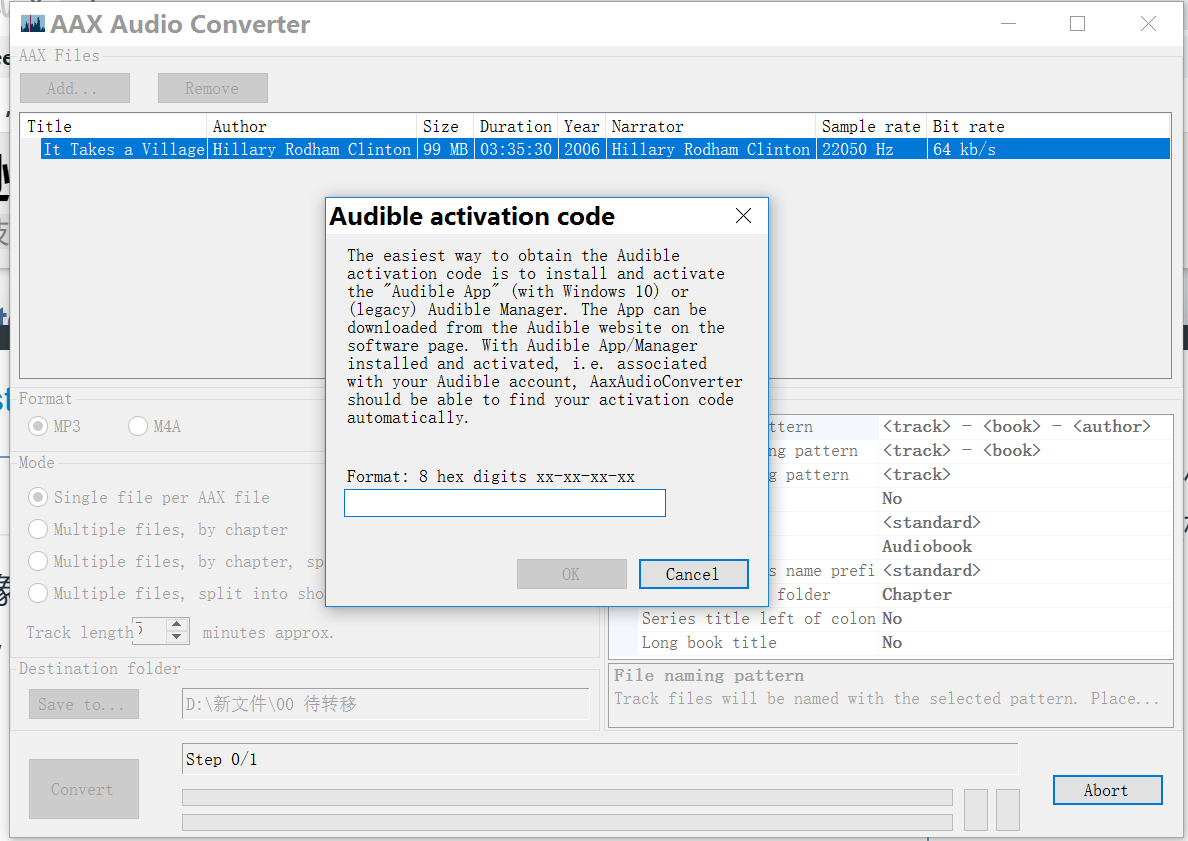 AAX Audio Converter
AAX Files
Add...
Remove
Title Author Size Duration Year Narrator Sample rate Bit rate
It Takes a Village Hillary Rodham Clinton 99 MB 03:35:30 2006 Hillary Rodham Clinton 22050 Hz 64 kb/s
Audible activation code
The easiest way to obtain the Audible
activation code is to install and activate
the "Audible App" (with Windows 10) or
(legacy) Audible Manager. The App can be
downloaded from the Audible website on the
software page. With Audible App/Manager
installed and activated, i.e. associated
with your Audible account, AaxAudioConverter
should be able to find your activation code
automatically.
Format: 8 hex digits xx-xx-xx-xx
OK
Cancel
Format
MP3
M4A
Mode
Single file per AAX file
Multiple files, by chapter
Multiple files, by chapter, sp
Multiple files, split into sho
Track length 5 minutes approx.
ttern <track> - <book> - <author>
ng pattern <track> - <book>
g pattern <track>
No
<standard>
Audiobook
s name prefi <standard>
folder Chapter
Series title left of colon No
Long book title No
Destination folder
Save to...
D:\新文件\00 待转移
File naming pattern
Track files will be named with the selected pattern. Place...
Convert
Step 0/1
Abort